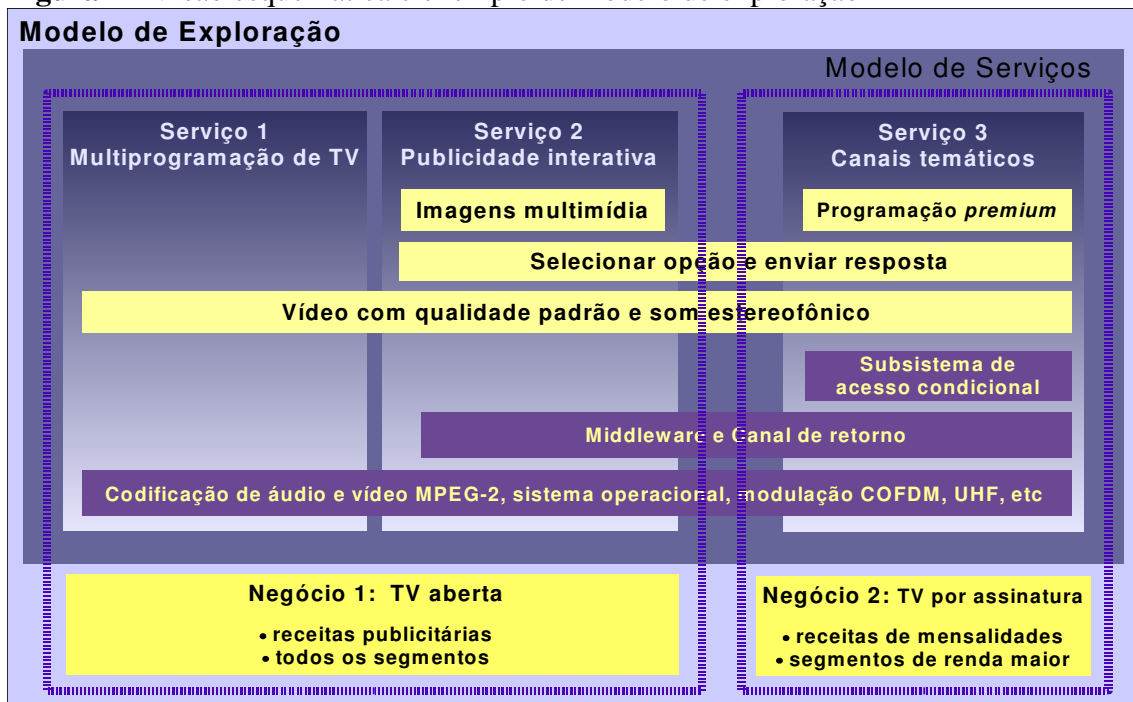 Modelo de Exploração
Modelo de Serviços
Serviço 1
Multiprogramação de TV
Serviço 2
Publicidade interativa
Serviço 3
Canais temáticos
Imagens multimídia
Programação premium
Selecionar opção e enviar resposta
Vídeo com qualidade padrão e som estereofônico
Subsistema de
acesso condicional
Middleware e Canal de retorno
Codificação de áudio e vídeo MPEG-2, sistema operacional, modulação COFDM, UHF, etc
Negócio 1: TV aberta
• receitas publicitárias
• todos os segmentos
Negócio 2: TV por assinatura
• receitas de mensalidades
• segmentos de renda maior